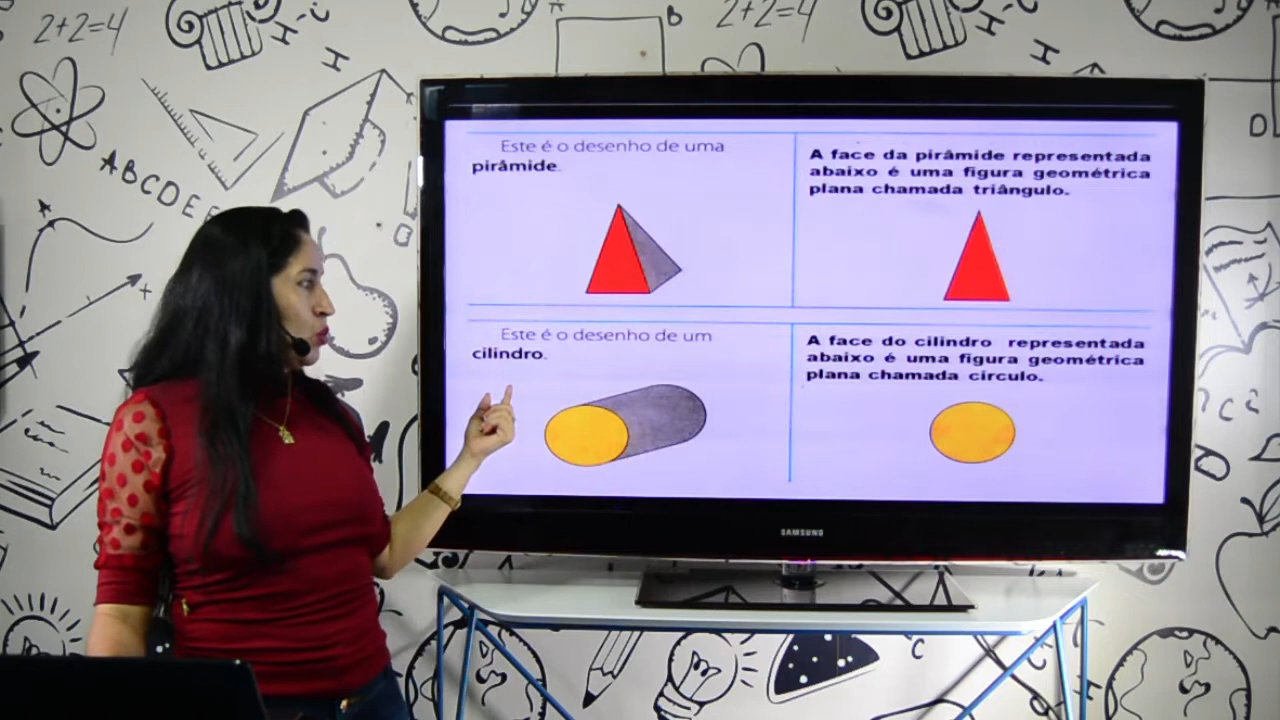 2+2=4
B
2+2=4
H
H
H
H
ABCDEF
D
x
Este é o desenho de uma
pirâmide.
A face da pirâmide representada
abaixo é uma figura geométrica
plana chamada triângulo.
Este é o desenho de um
cilindro.
A face do cilindro representada
abaixo é uma figura geométrica
plana chamada circulo.
SAMSUNG